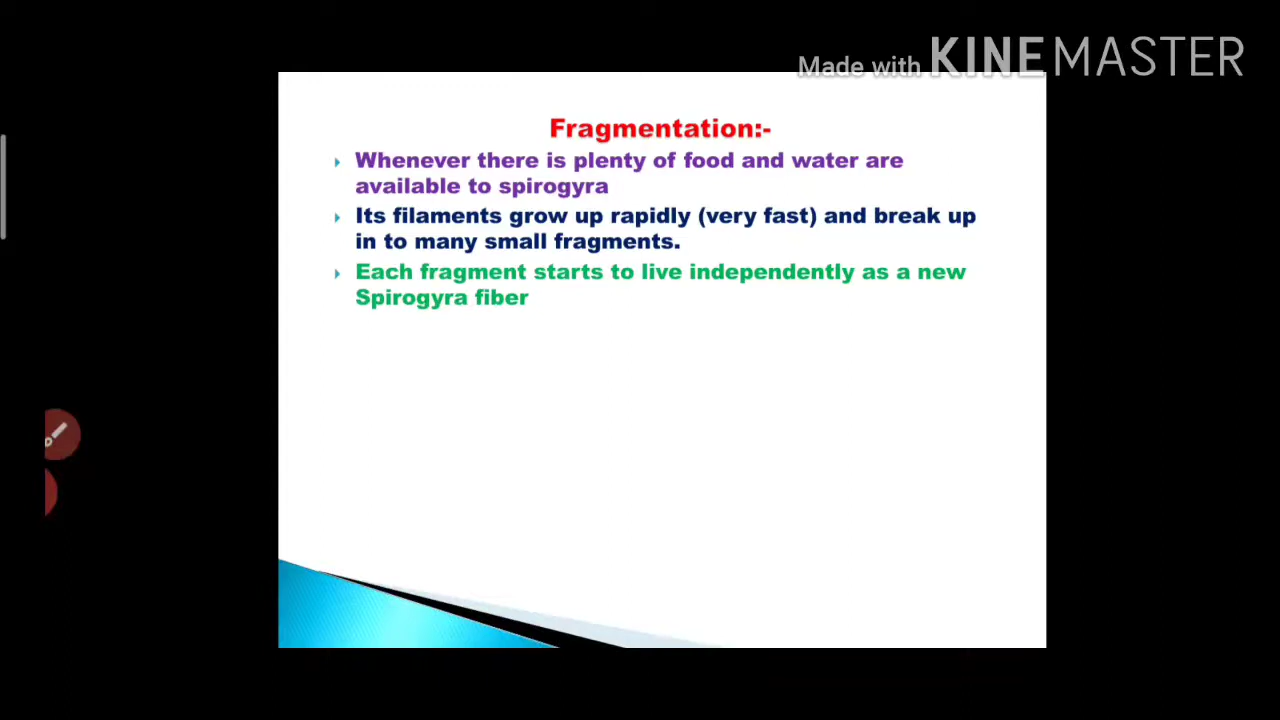 Made with KINEMASTER
Fragmentation:-
Whenever there is plenty of food and water are
available to spirogyra
Its filaments grow up rapidly (very fast) and break up
in to many small fragments.
Each fragment starts to live independently as a new
Spirogyra fiber